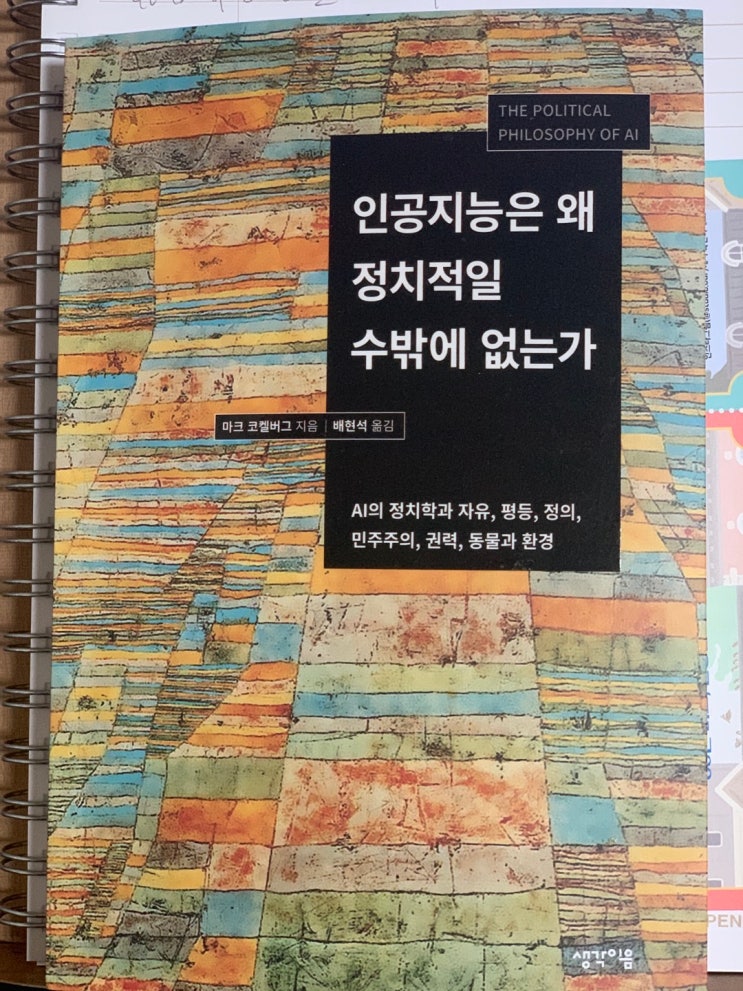 THE POLITICAL
PHILOSOPHY OF AI
인공지능은 왜
정치적일
수밖에 없는가
마크 코켈버그 지음 | 배현석 옮김
AI의 정치학과 자유, 평등, 정의,
민주주의, 권력, 동물과 환경
생각이음
PEN